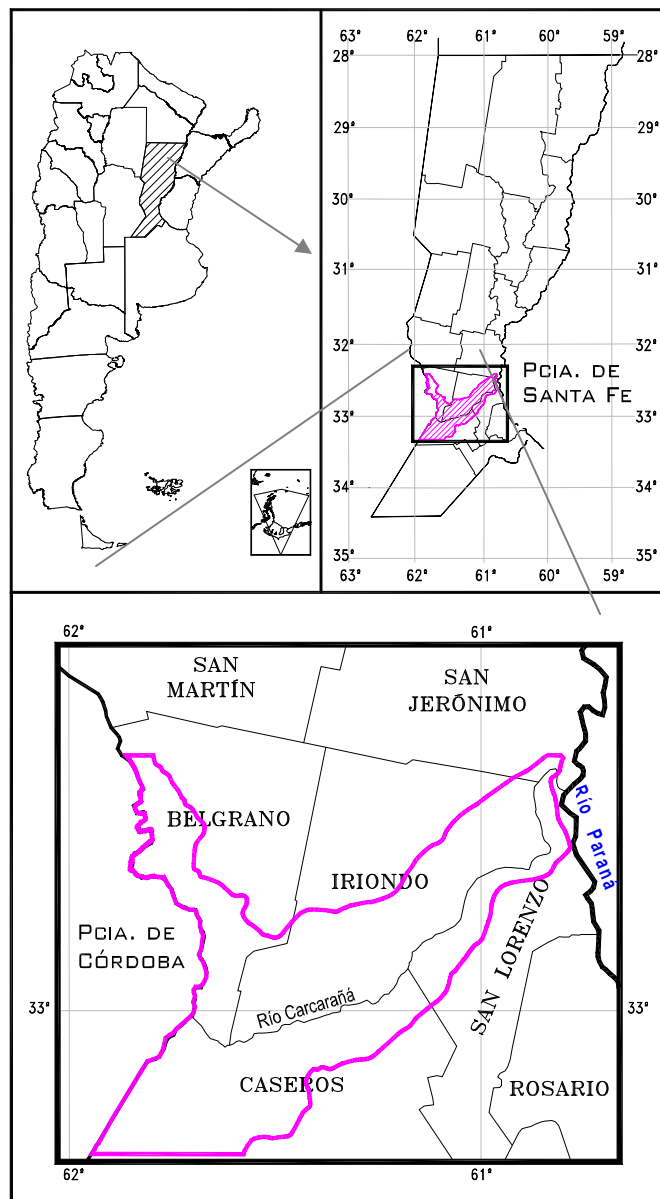 63° 62° 61° 60° 59°
28° 28°
29° 29°
30° 30°
31° 31°
32° 32°
Pcia. de
Santa Fe
33° 33°
34° 34°
35° 35°
63° 62° 61° 60° 59°
62° 61°
SAN
MARTÍN
SAN
JERÓNIMO
Río Paraná
BELGRANO
IRIONDO
Pcia. de
Córdoba
SAN LORENZO
33° 33°
Río Carcarañá
CASEROS
ROSARIO
62° 61°